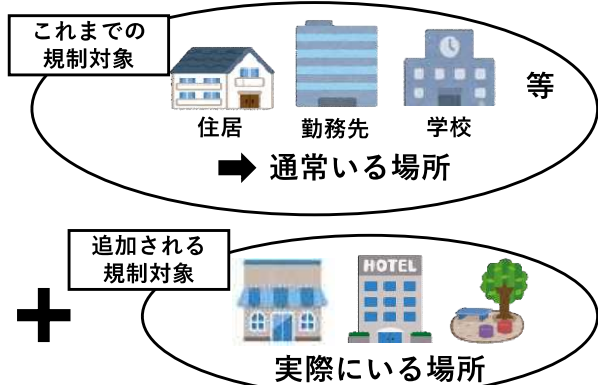 これまでの
規制対象
等
住居
勤務先
学校
➡ 通常いる場所
追加される
規制対象
+
HOTEL
実際にいる場所